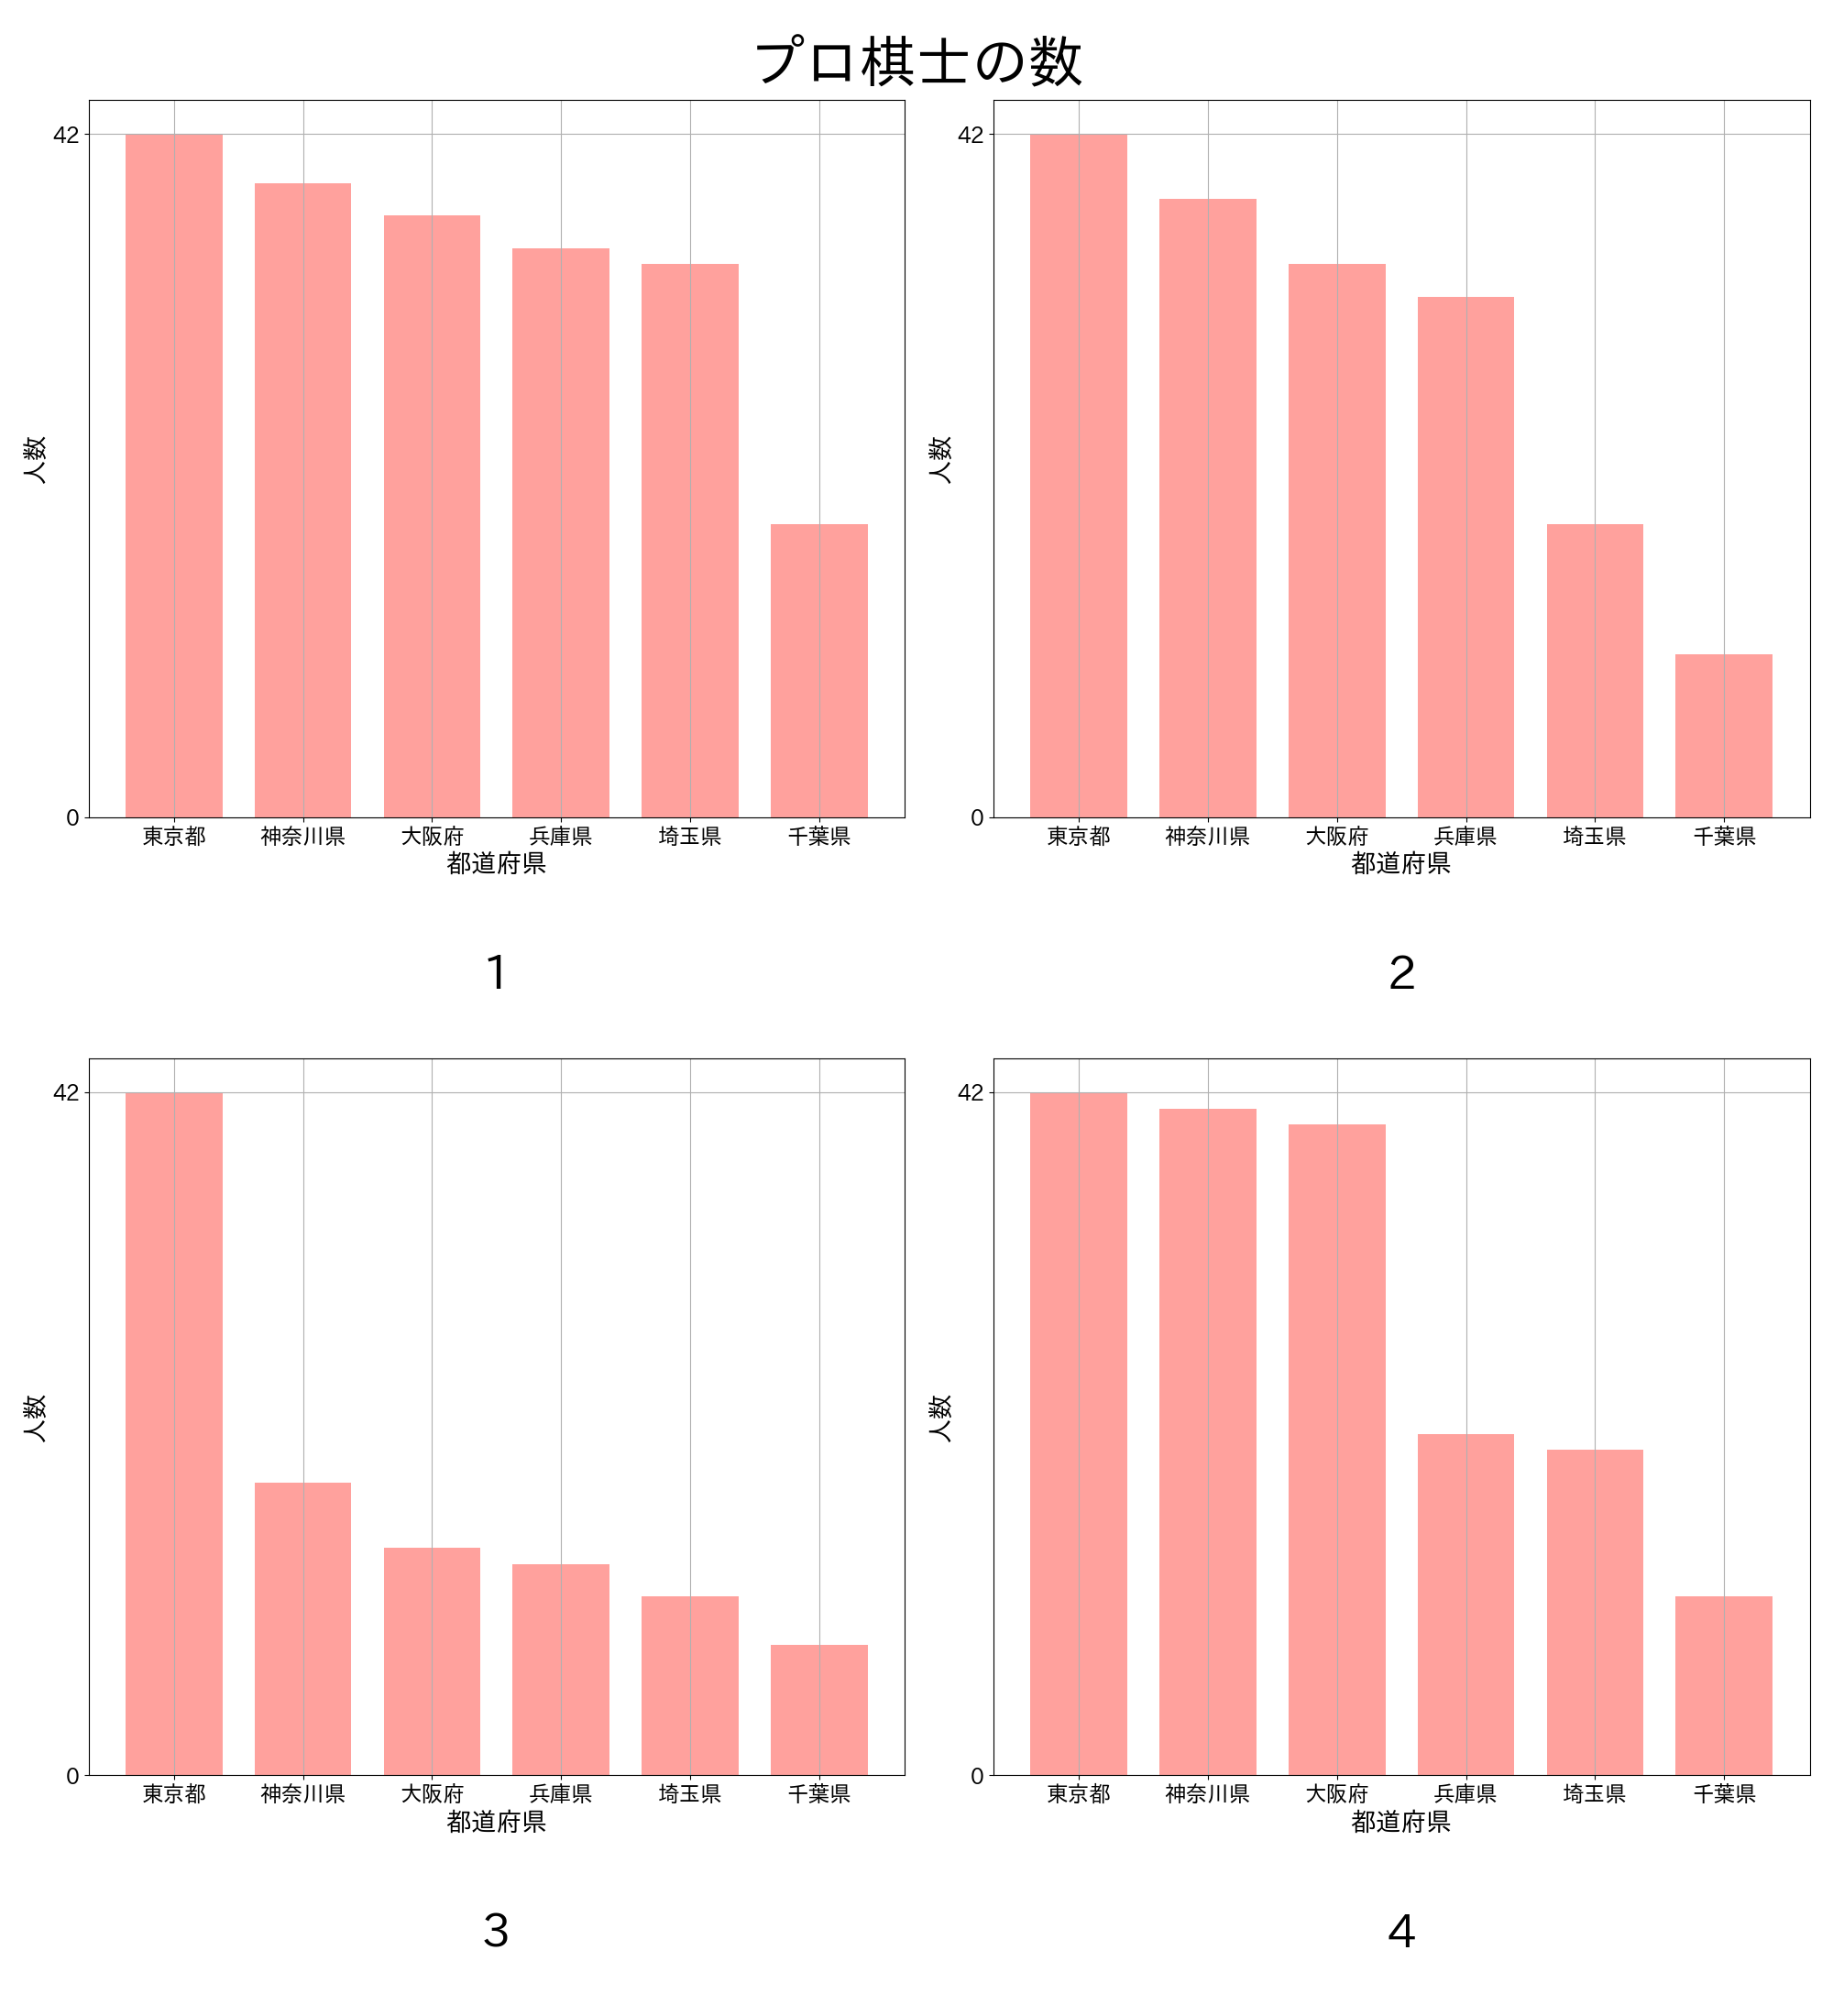 プロ棋士の数
42
人数
0
東京都 神奈川県 大阪府 兵庫県 埼玉県 千葉県
都道府県
1
42
人数
0
東京都 神奈川県 大阪府 兵庫県 埼玉県 千葉県
都道府県
2
42
人数
0
東京都 神奈川県 大阪府 兵庫県 埼玉県 千葉県
都道府県
3
42
人数
0
東京都 神奈川県 大阪府 兵庫県 埼玉県 千葉県
都道府県
4